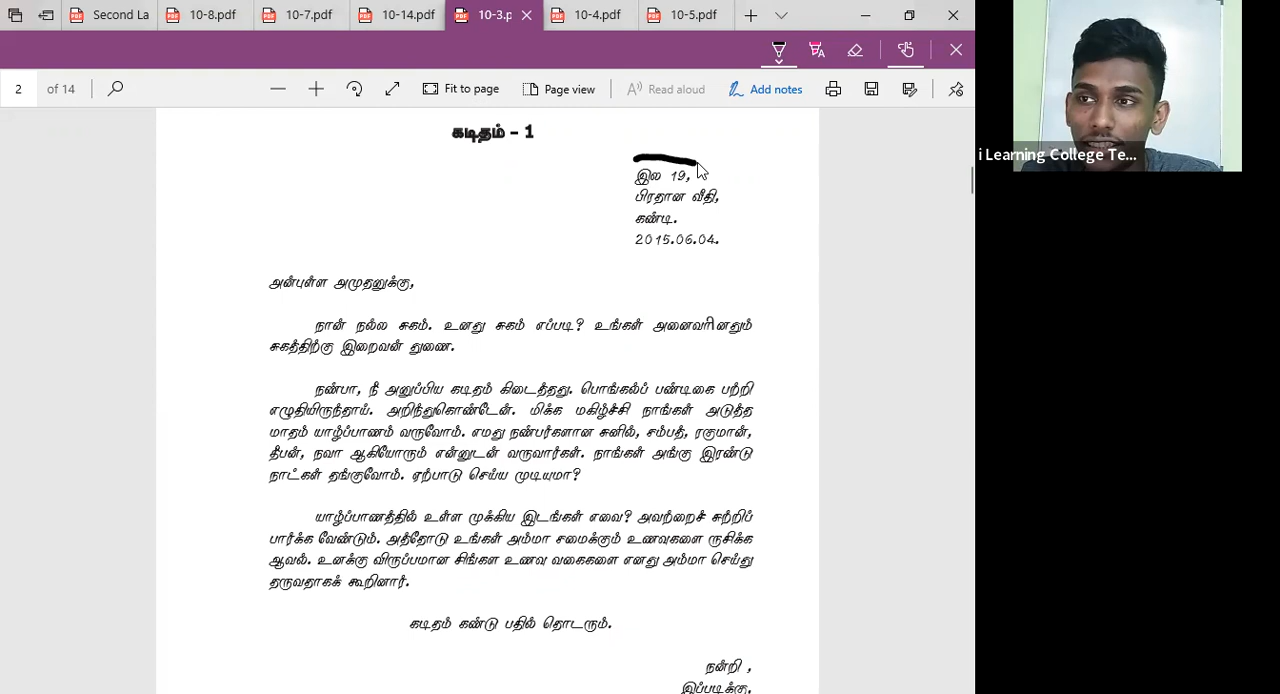 Second La
10-8.pdf
10-7.pdf
10-14.pdf
10-3.p
10-4.pdf
10-5.pdf
2 of 14
Fit to page
Page view
Read aloud
Add notes
i Learning College Te...
கடிதம் – 1
இல 19,
பிரதான வீதி,
கண்டி.
2015.06.04.
அன்புள்ள அமுதனுக்கு,
நான் நல்ல சுகம். உனது சுகம் எப்படி? உங்கள் அனைவரினதும்
சுகத்திற்கு இறைவன் துணை.
நண்பா, நீ அனுப்பிய கடிதம் கிடைத்தது. பொங்கல்ப் பண்டிகை பற்றி
எழுதியிருந்தாய். அறிந்துகொண்டேன். மிக்க மகிழ்ச்சி நாங்கள் அடுத்த
மாதம் யாழ்ப்பாணம் வருவோம். எமது நண்பர்களான சுனில், சம்பத், ரகுமான்,
தீபன், நவா ஆகியோரும் என்னுடன் வருவார்கள். நாங்கள் அங்கு இரண்டு
நாட்கள் தங்குவோம். ஏற்பாடு செய்ய முடியுமா?
யாழ்ப்பாணத்தில் உள்ள முக்கிய இடங்கள் எவை? அவற்றைச் சுற்றிப்
பார்க்க வேண்டும். அத்தோடு உங்கள் அம்மா சமைக்கும் உணவுகளை ருசிக்க
ஆவல். உனக்கு விருப்பமான சிங்கள உணவு வகைகளை எனது அம்மா செய்து
தருவதாகக் கூறினார்.
கடிதம் கண்டு பதில் தொடரும்.
நன்றி ,
இப்படிக்கு,